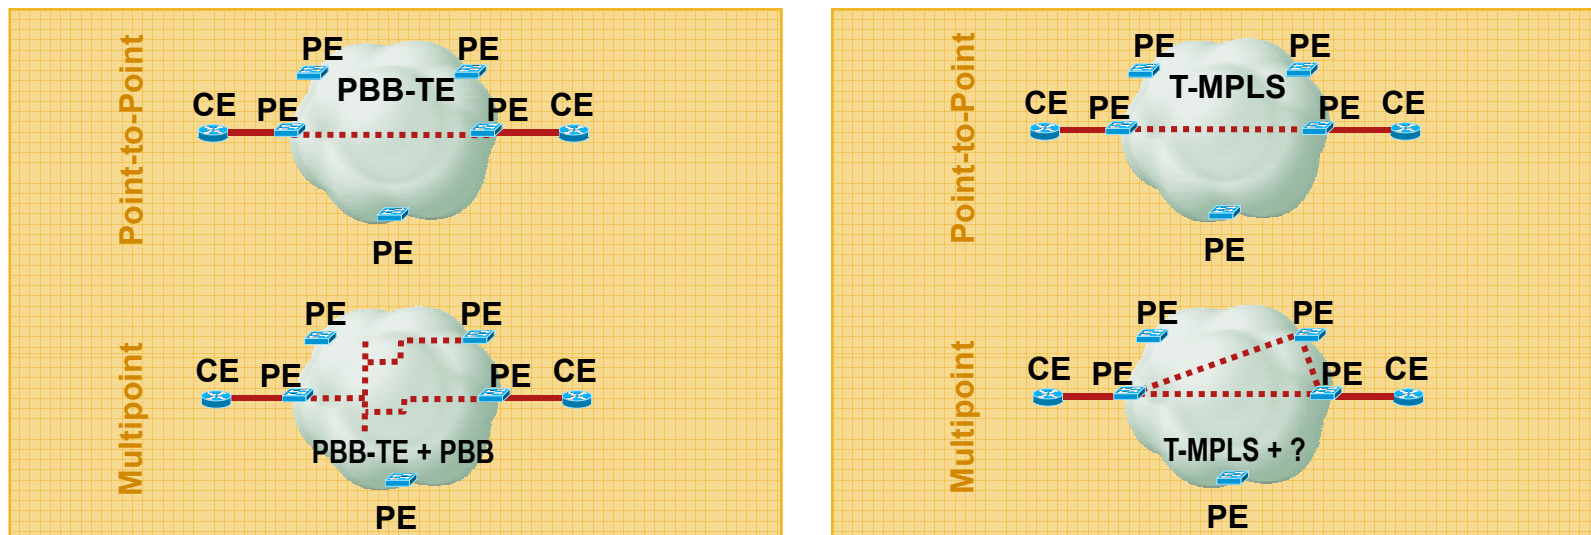 Point-to-Point
PE PE
PBB-TE
CE PE PE CE
PE
Multipoint
PE PE
CE PE PE CE
PBB-TE + PBB
PE
Point-to-Point
PE PE
T-MPLS
CE PE PE CE
PE
Multipoint
PE PE
CE PE PE CE
T-MPLS + ?
PE